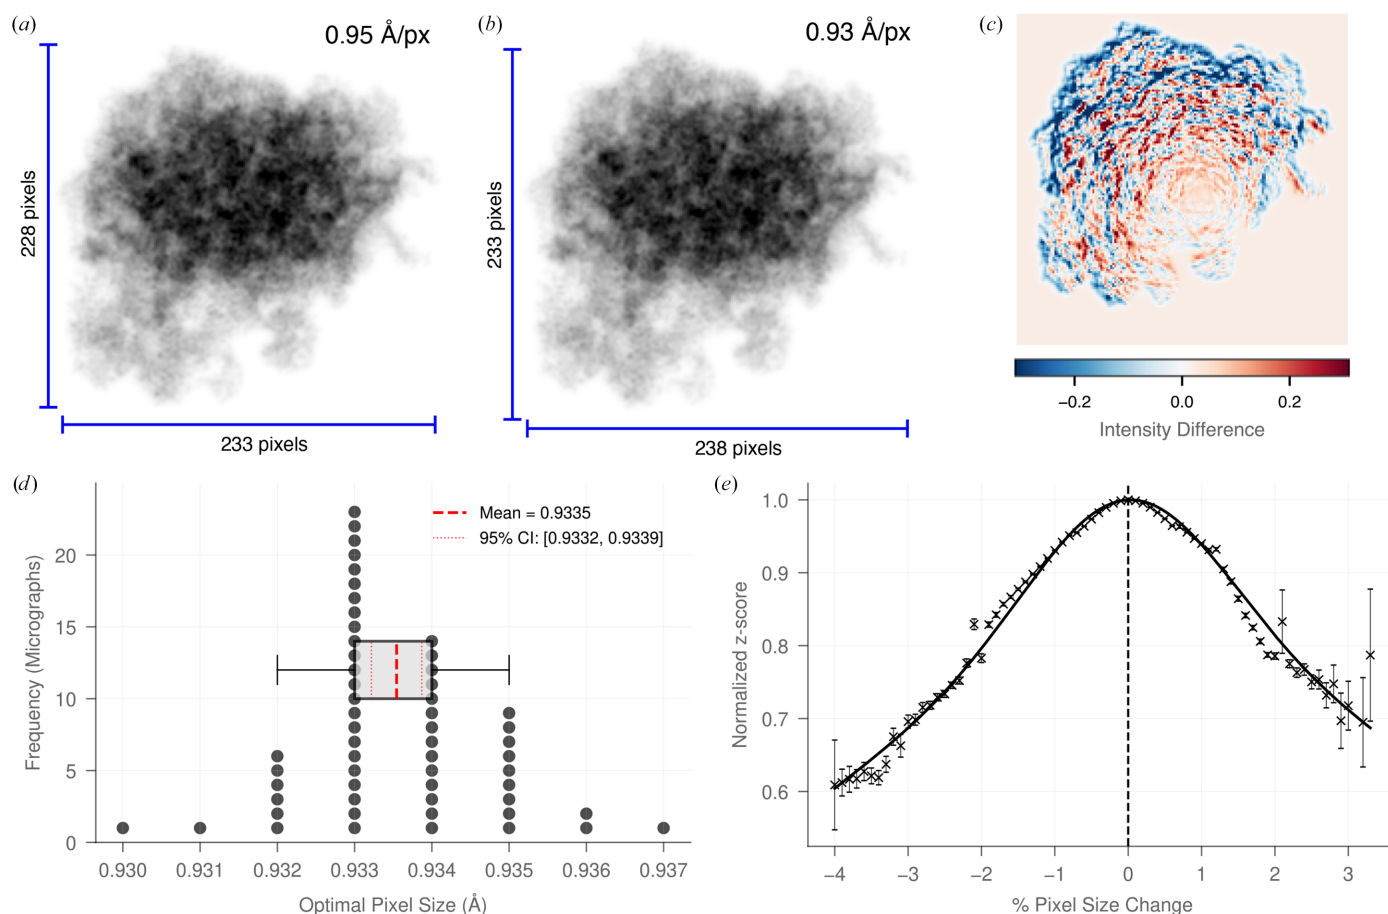 (a)
0.95 Å/px
228 pixels
233 pixels
(b)
0.93 Å/px
233 pixels
238 pixels
(c)
−0.2 0.0 0.2
Intensity Difference
(d)
Mean = 0.9335
95% CI: [0.9332, 0.9339]
Frequency (Micrographs)
20
15
10
5
0
0.930 0.931 0.932 0.933 0.934 0.935 0.936 0.937
Optimal Pixel Size (Å)
(e)
Normalized z-score
1.0
0.9
0.8
0.7
0.6
−4 −3 −2 −1 0 1 2 3
% Pixel Size Change